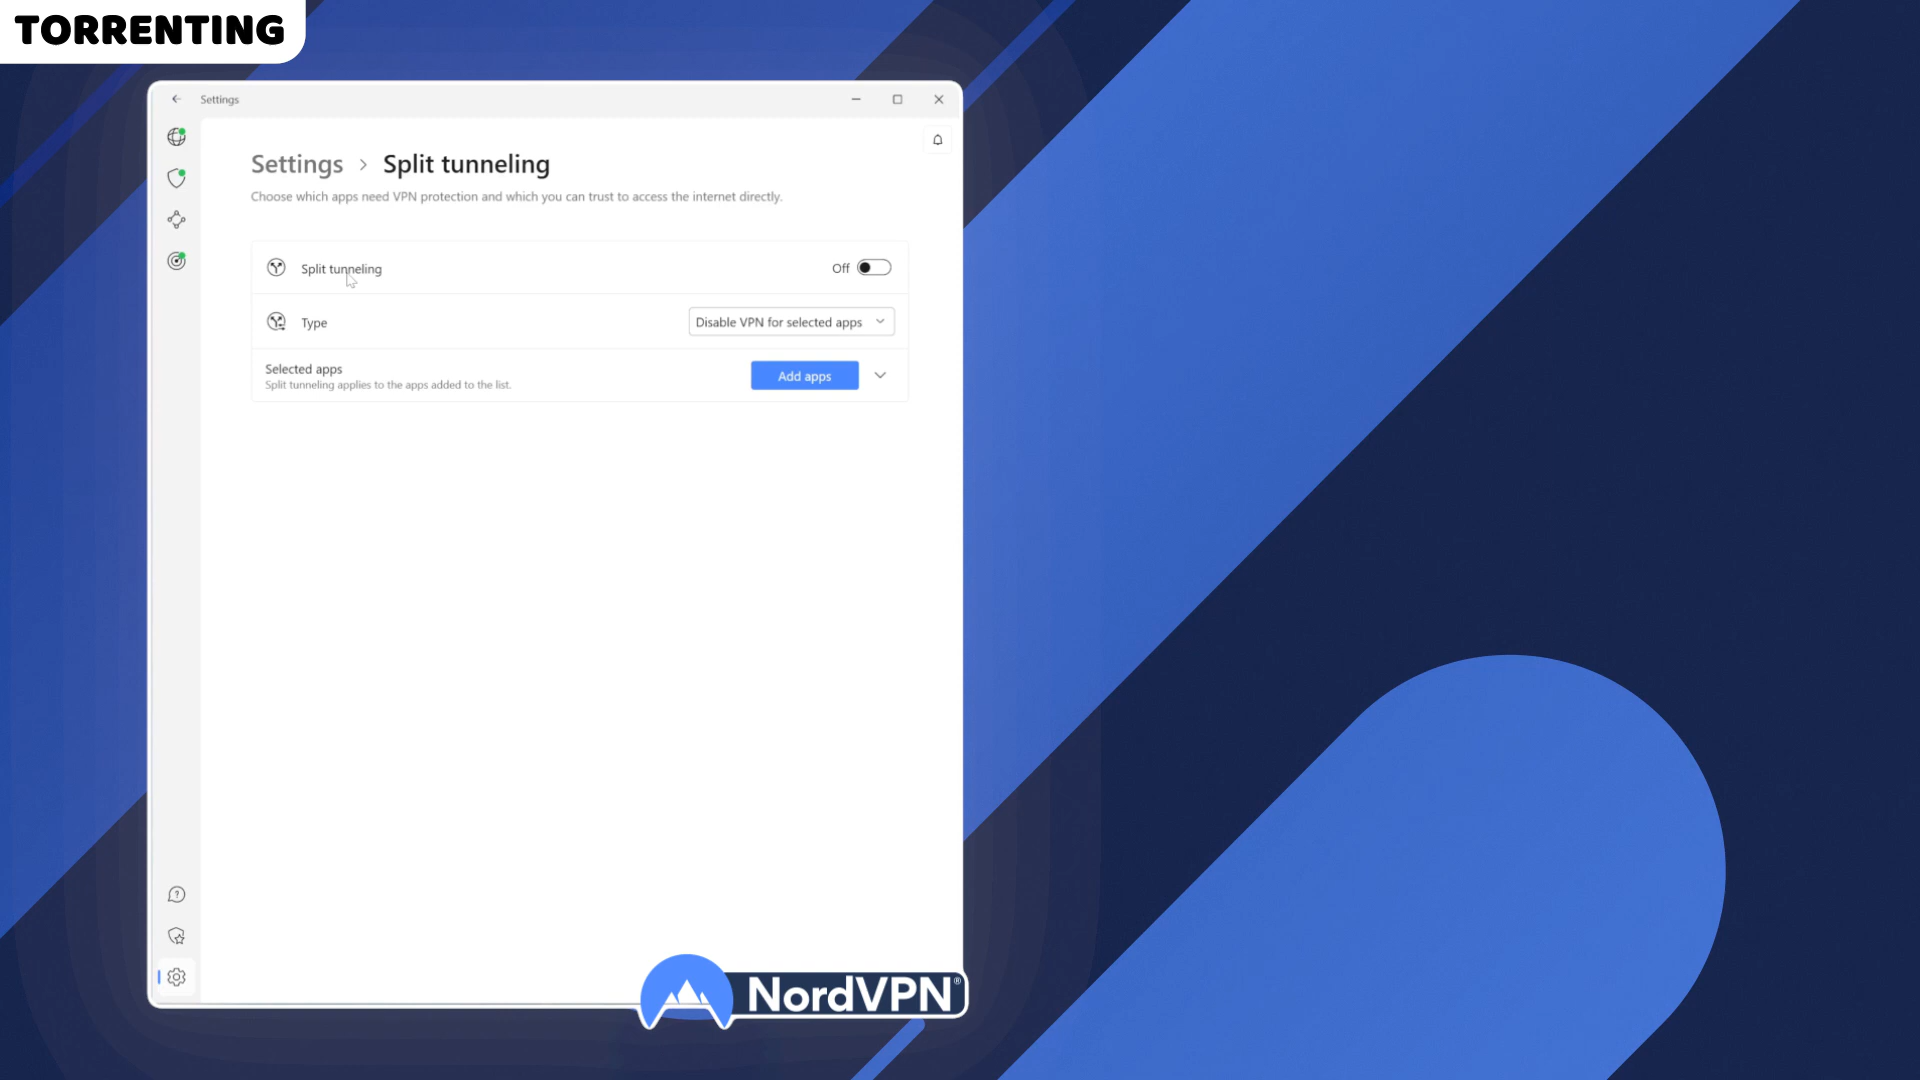 TORRENTING
Settings
Settings > Split tunneling
Choose which apps need VPN protection and which you can trust to access the internet directly.
Split tunneling
Off
Type
Disable VPN for selected apps
Selected apps
Split tunneling applies to the apps added to the list.
Add apps
NordVPN®